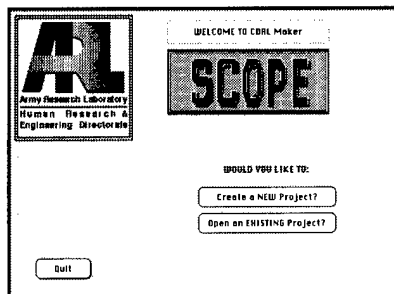 ARL
Army Research Laboratory
Human Research &
Engineering Directorate
WELCOME TO CDRL Maker
SCOPE
WOULD YOU LIKE TO:
Create a NEW Project?
Open an EXISTING Project?
Quit